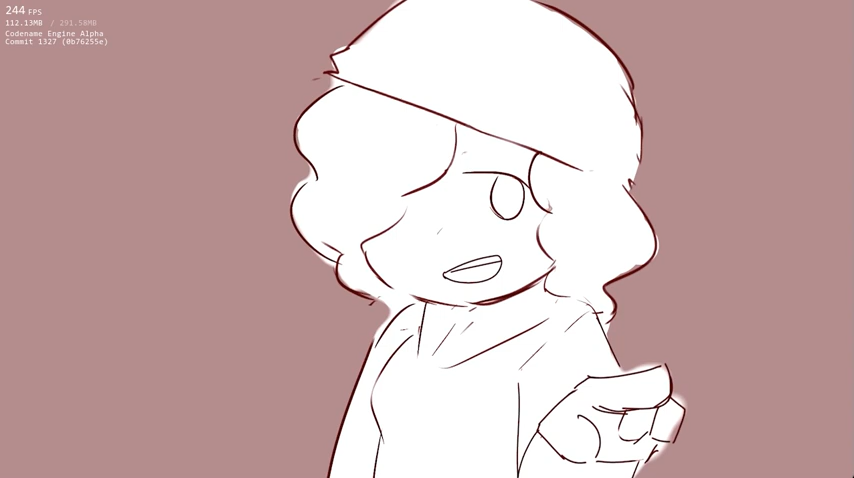 244 FPS
112.13MB / 291.58MB
Codename Engine Alpha
Commit 1327 (0b76255e)